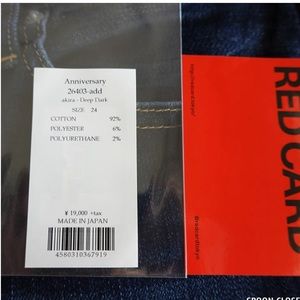 Anniversary
26403-add
akira - Deep Dark
SIZE 24
COTTON 92%
POLYESTER 6%
POLYURETHANE 2%
¥ 19,000 +tax
MADE IN JAPAN
4580310367919
RED CARD
@redcardtokyo